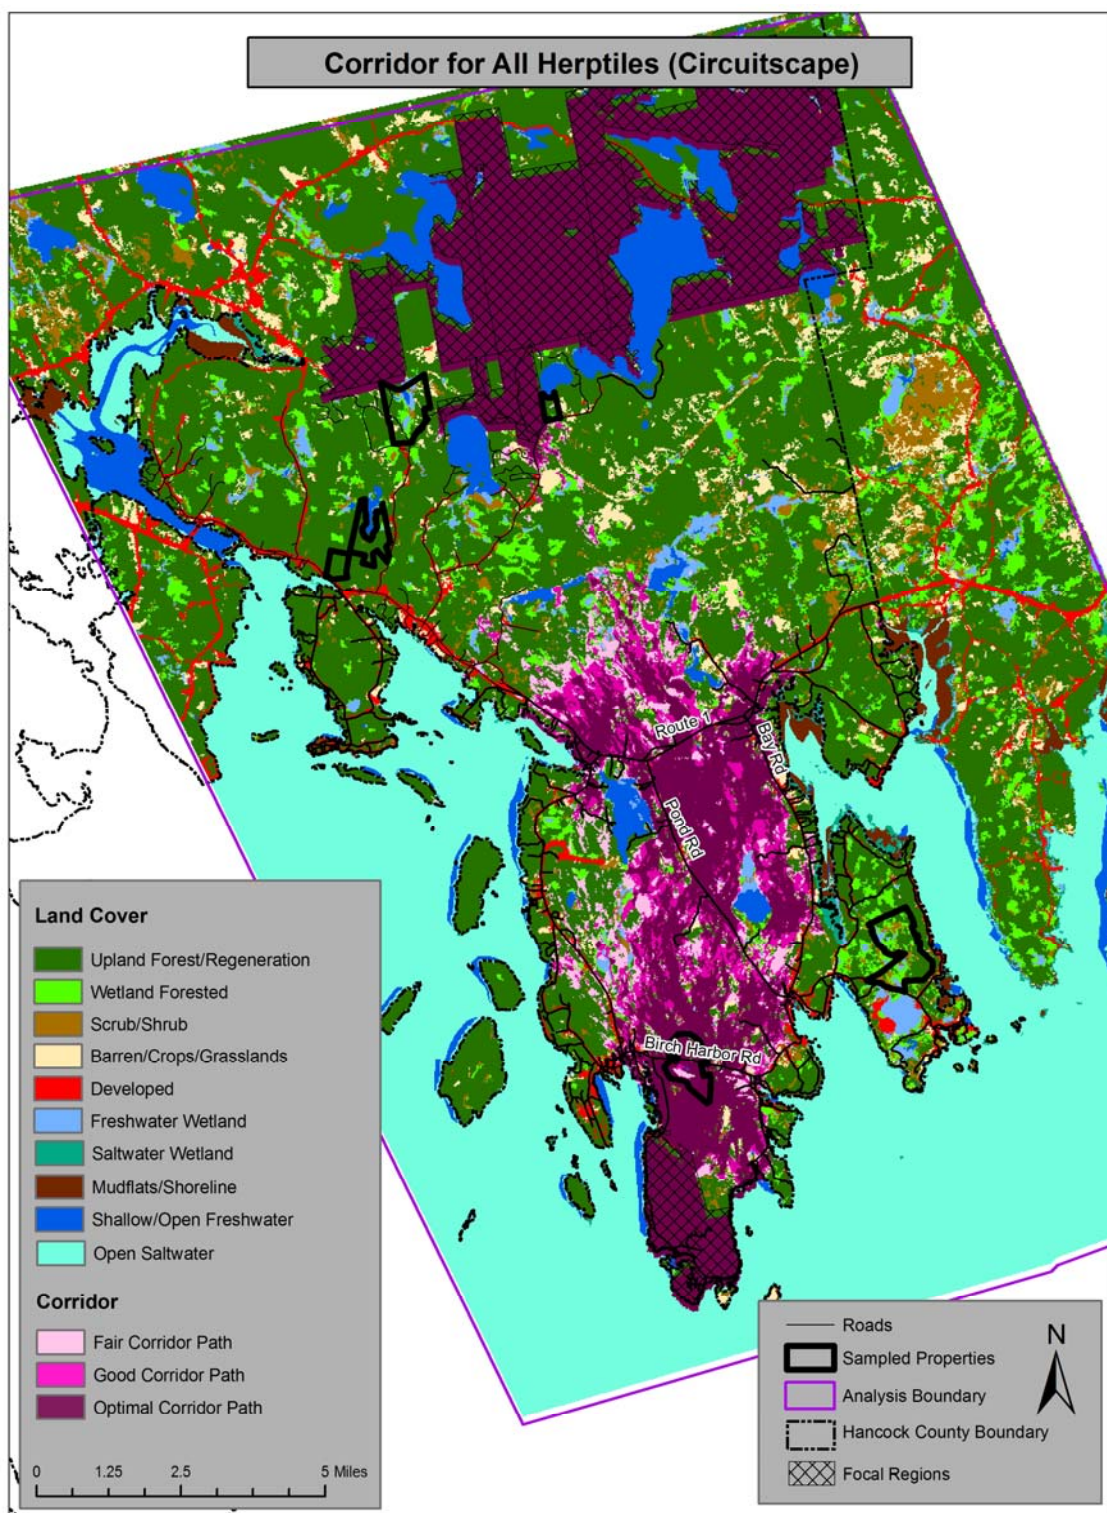 Corridor for All Herptiles (Circuitscape)
Route 1
Bay Rd
Pond Rd
Birch Harbor Rd
Land Cover
Upland Forest/Regeneration
Wetland Forested
Scrub/Shrub
Barren/Crops/Grasslands
Developed
Freshwater Wetland
Saltwater Wetland
Mudflats/Shoreline
Shallow/Open Freshwater
Open Saltwater
Corridor
Fair Corridor Path
Good Corridor Path
Optimal Corridor Path
0 1.25 2.5 5 Miles
Roads
N
Sampled Properties
Analysis Boundary
Hancock County Boundary
Focal Regions